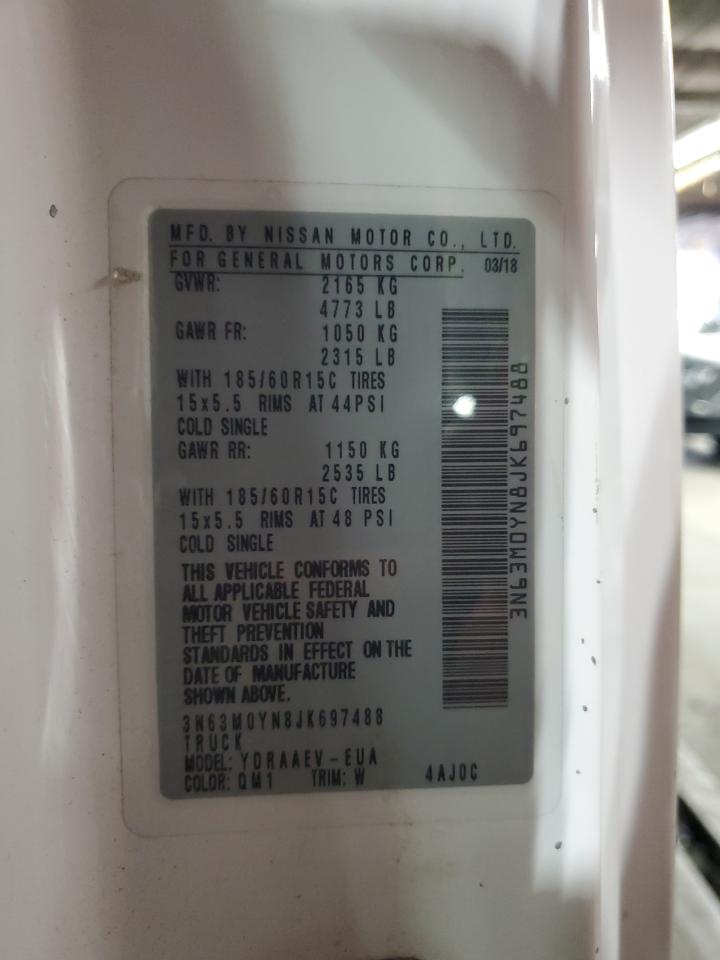 MFD. BY NISSAN MOTOR CO., LTD.
FOR GENERAL MOTORS CORP. 03/18
GVWR: 2165 KG
4773 LB
GAWR FR: 1050 KG
2315 LB
WITH 185/60R15C TIRES
15x5.5 RIMS AT 44PSI
COLD SINGLE
GAWR RR: 1150 KG
2535 LB
WITH 185/60R15C TIRES
15x5.5 RIMS AT 48 PSI
COLD SINGLE
THIS VEHICLE CONFORMS TO
ALL APPLICABLE FEDERAL
MOTOR VEHICLE SAFETY AND
THEFT PREVENTION
STANDARDS IN EFFECT ON THE
DATE OF MANUFACTURE
SHOWN ABOVE.
3N63M0YN8JK697488
TRUCK
MODEL: YDRAAEV-EUA
COLOR: QM1 TRIM: W 4AJ0C
3N63M0YN8JK697488